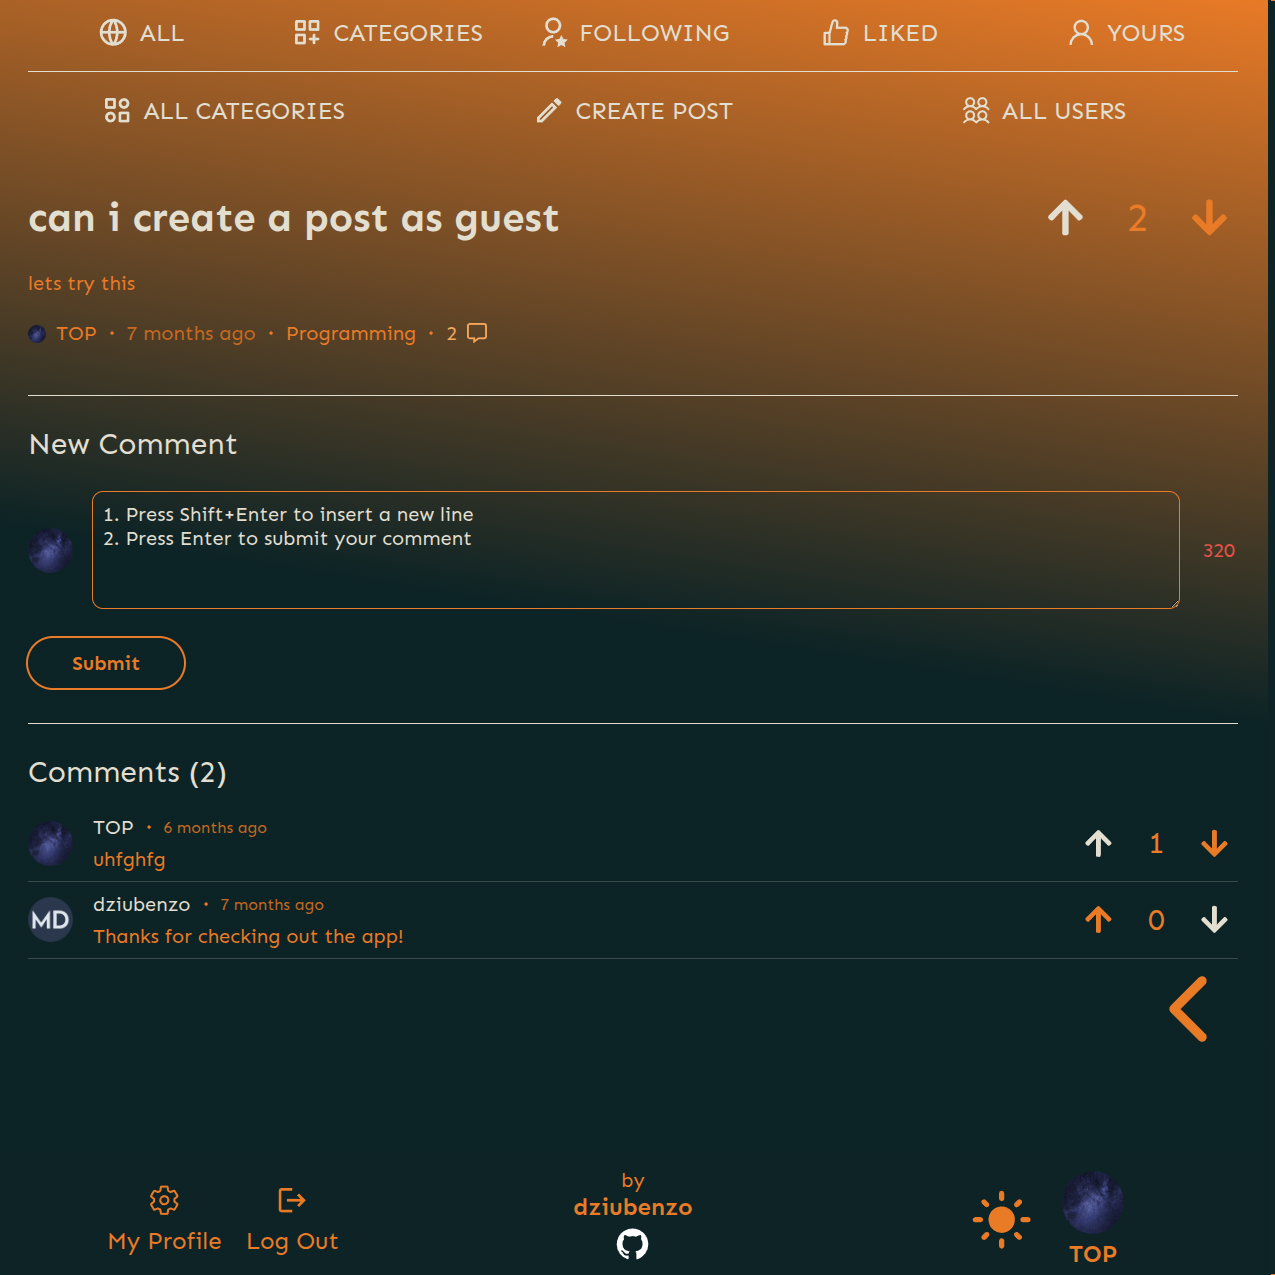 ALL CATEGORIES FOLLOWING LIKED YOURS
ALL CATEGORIES CREATE POST ALL USERS
can i create a post as guest 2
lets try this
TOP · 7 months ago · Programming · 2
New Comment
1. Press Shift+Enter to insert a new line
2. Press Enter to submit your comment
320
Submit
Comments (2)
TOP · 6 months ago
uhfghfg
1
MD
dziubenzo · 7 months ago
Thanks for checking out the app!
0
My Profile Log Out
by
dziubenzo
TOP